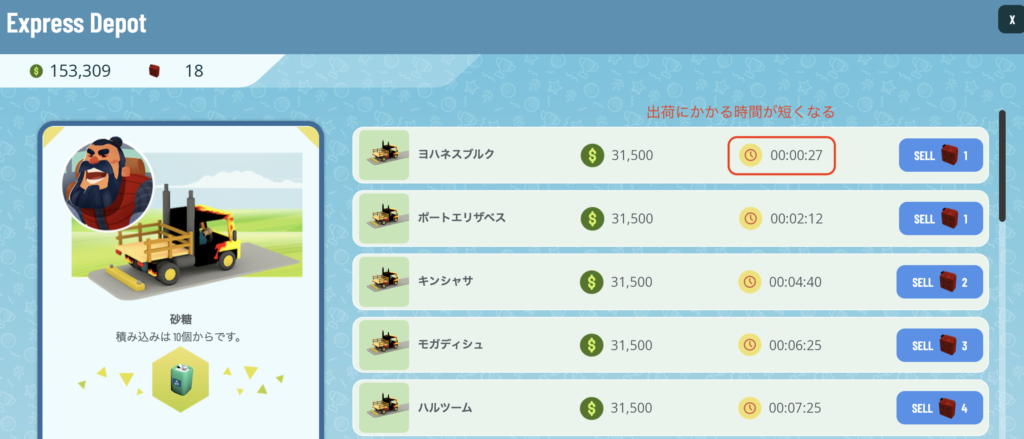 Express Depot
X
153,309
18
出荷にかかる時間が短くなる
ヨハネスブルク
31,500
00:00:27
SELL 1
ポートエリザベス
31,500
00:02:12
SELL 1
キンシャサ
31,500
00:04:40
SELL 2
モガディシュ
31,500
00:06:25
SELL 3
ハルツーム
31,500
00:07:25
SELL 4
砂糖
積み込みは10個からです。